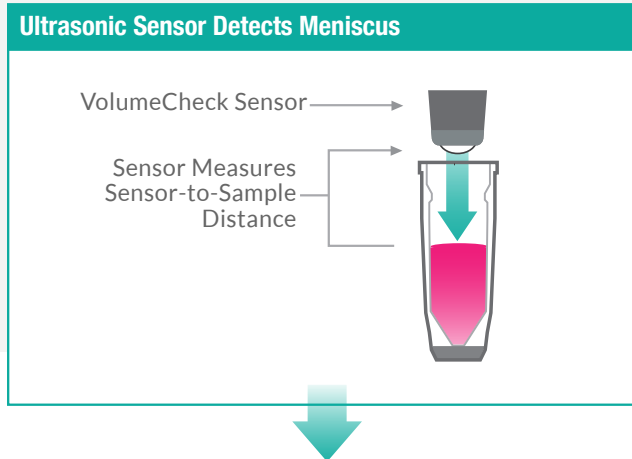 Ultrasonic Sensor Detects Meniscus
VolumeCheck Sensor
Sensor Measures
Sensor-to-Sample
Distance